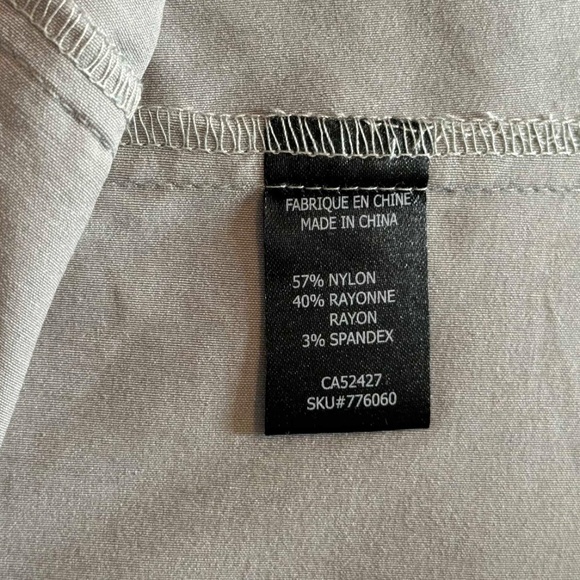 FABRIQUE EN CHINE
MADE IN CHINA
57% NYLON
40% RAYONNE
RAYON
3% SPANDEX
CA52427
SKU#776060